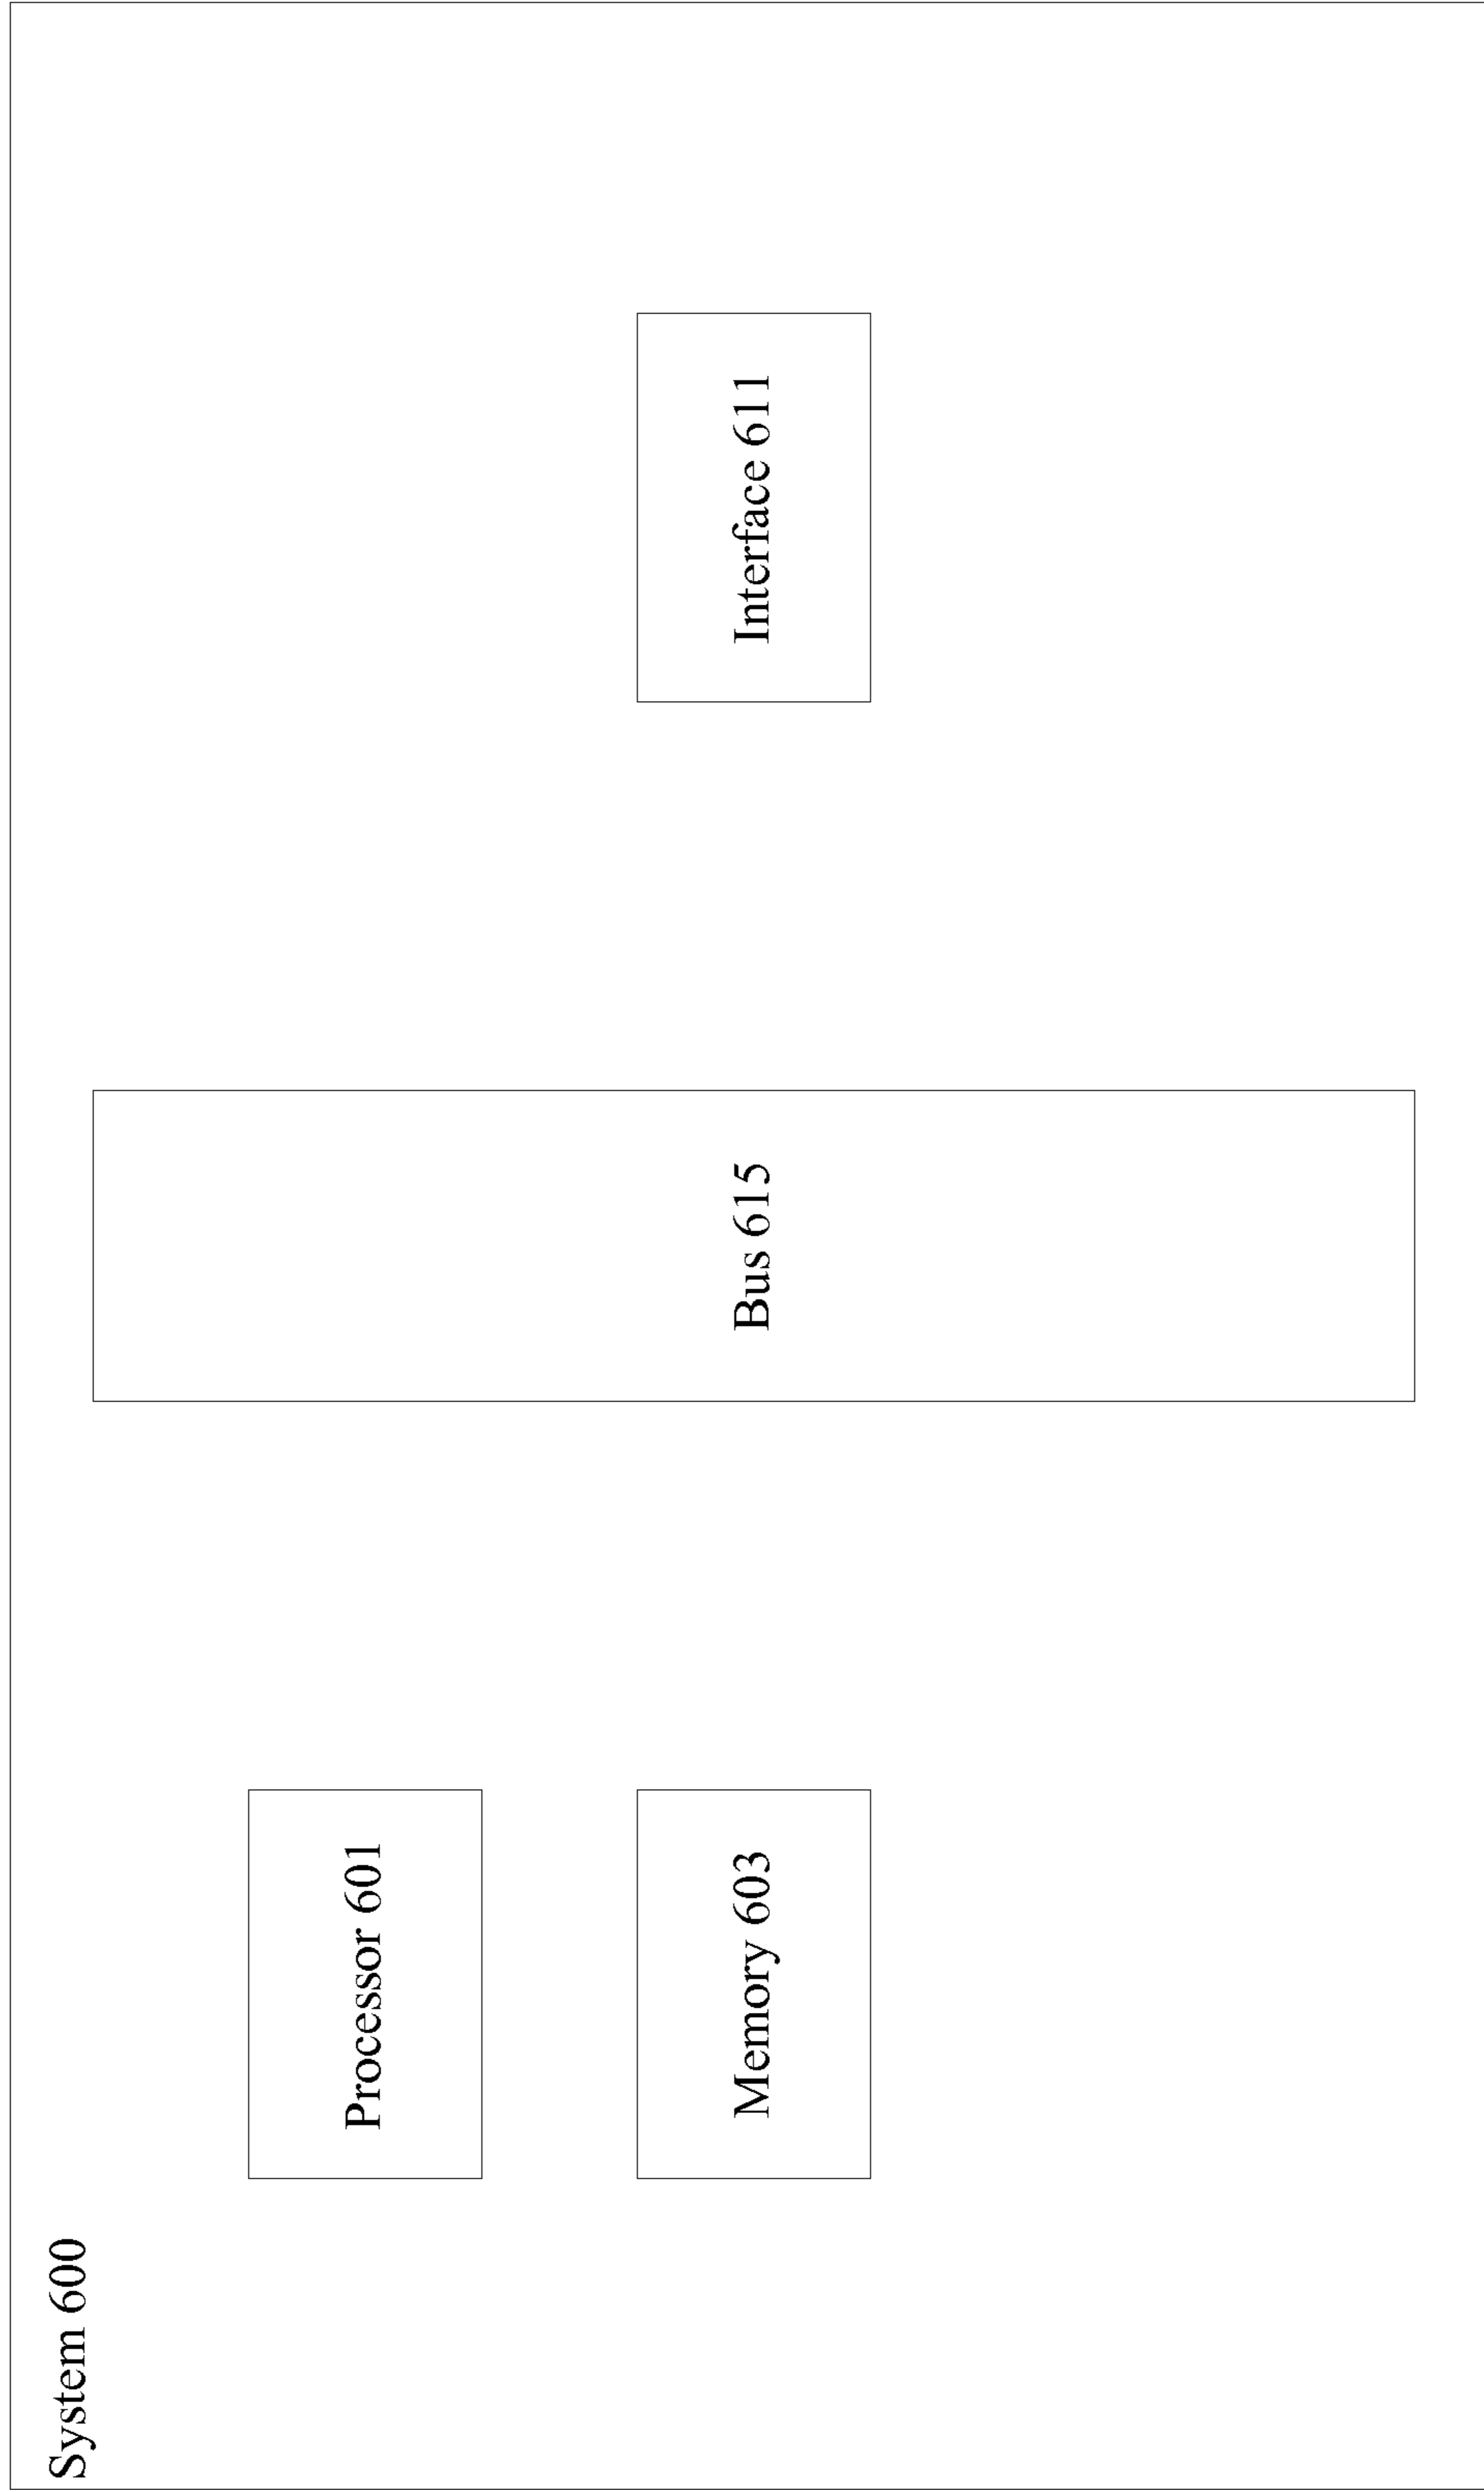 System 600
Processor 601
Memory 603
Bus 615
Interface 611